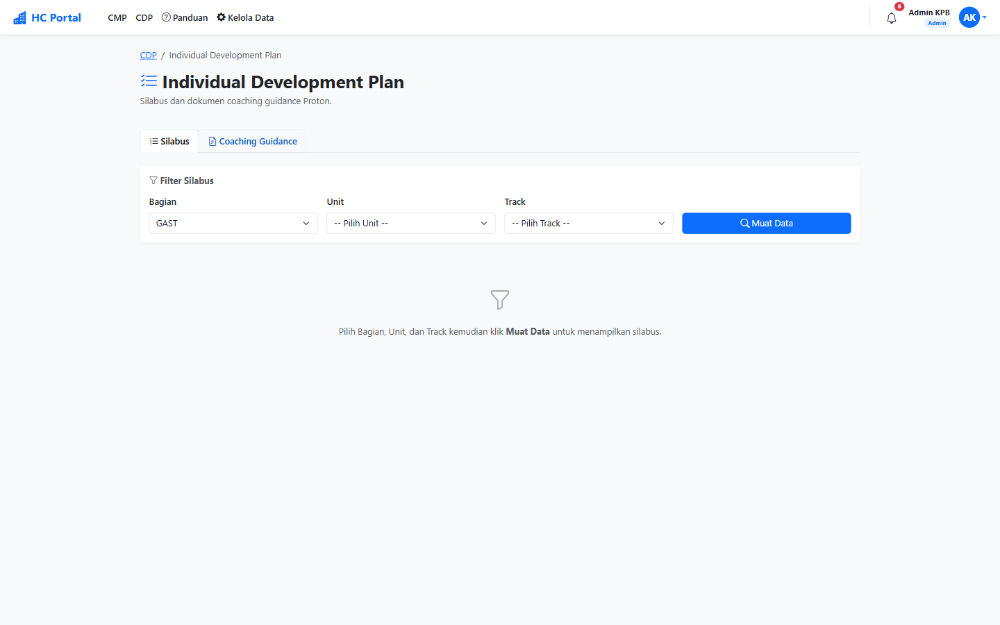 HC Portal
CMP CDP Panduan Kelola Data
6
Admin KPB
Admin
AK
CDP / Individual Development Plan
Individual Development Plan
Silabus dan dokumen coaching guidance Proton.
Silabus Coaching Guidance
Filter Silabus
Bagian Unit Track
GAST -- Pilih Unit -- -- Pilih Track -- Muat Data
Pilih Bagian, Unit, dan Track kemudian klik Muat Data untuk menampilkan silabus.